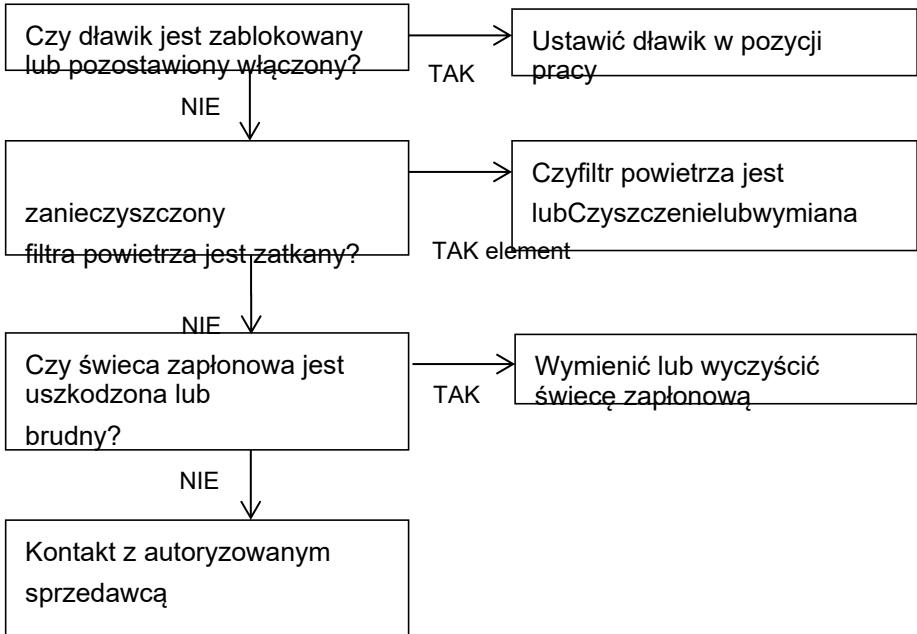 Czy dławik jest zablokowany
lub pozostawiony włączony?
TAK
Ustawić dławik w pozycji
pracy
NIE
zanieczyszczony
filtra powietrza jest zatkany?
TAK element
Czyfiltr powietrza jest
lubCzyszczenielubwymiana
NIE
Czy świeca zapłonowa jest
uszkodzona lub
brudny?
TAK
Wymienić lub wyczyścić
świecę zapłonową
NIE
Kontakt z autoryzowanym
sprzedawcą